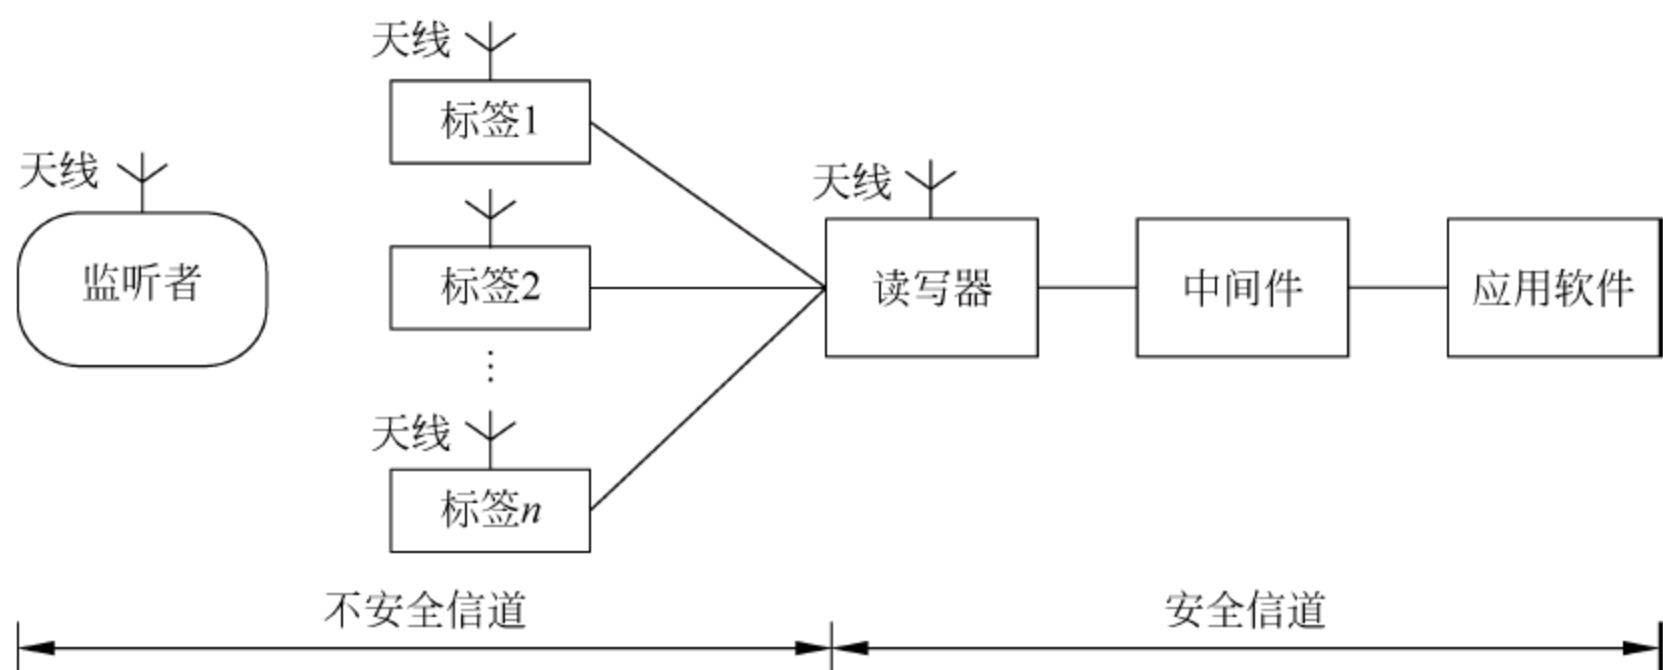 天线
标签1
天线
监听者
标签2
天线
读写器
中间件
应用软件
⋮
天线
标签n
不安全信道
安全信道